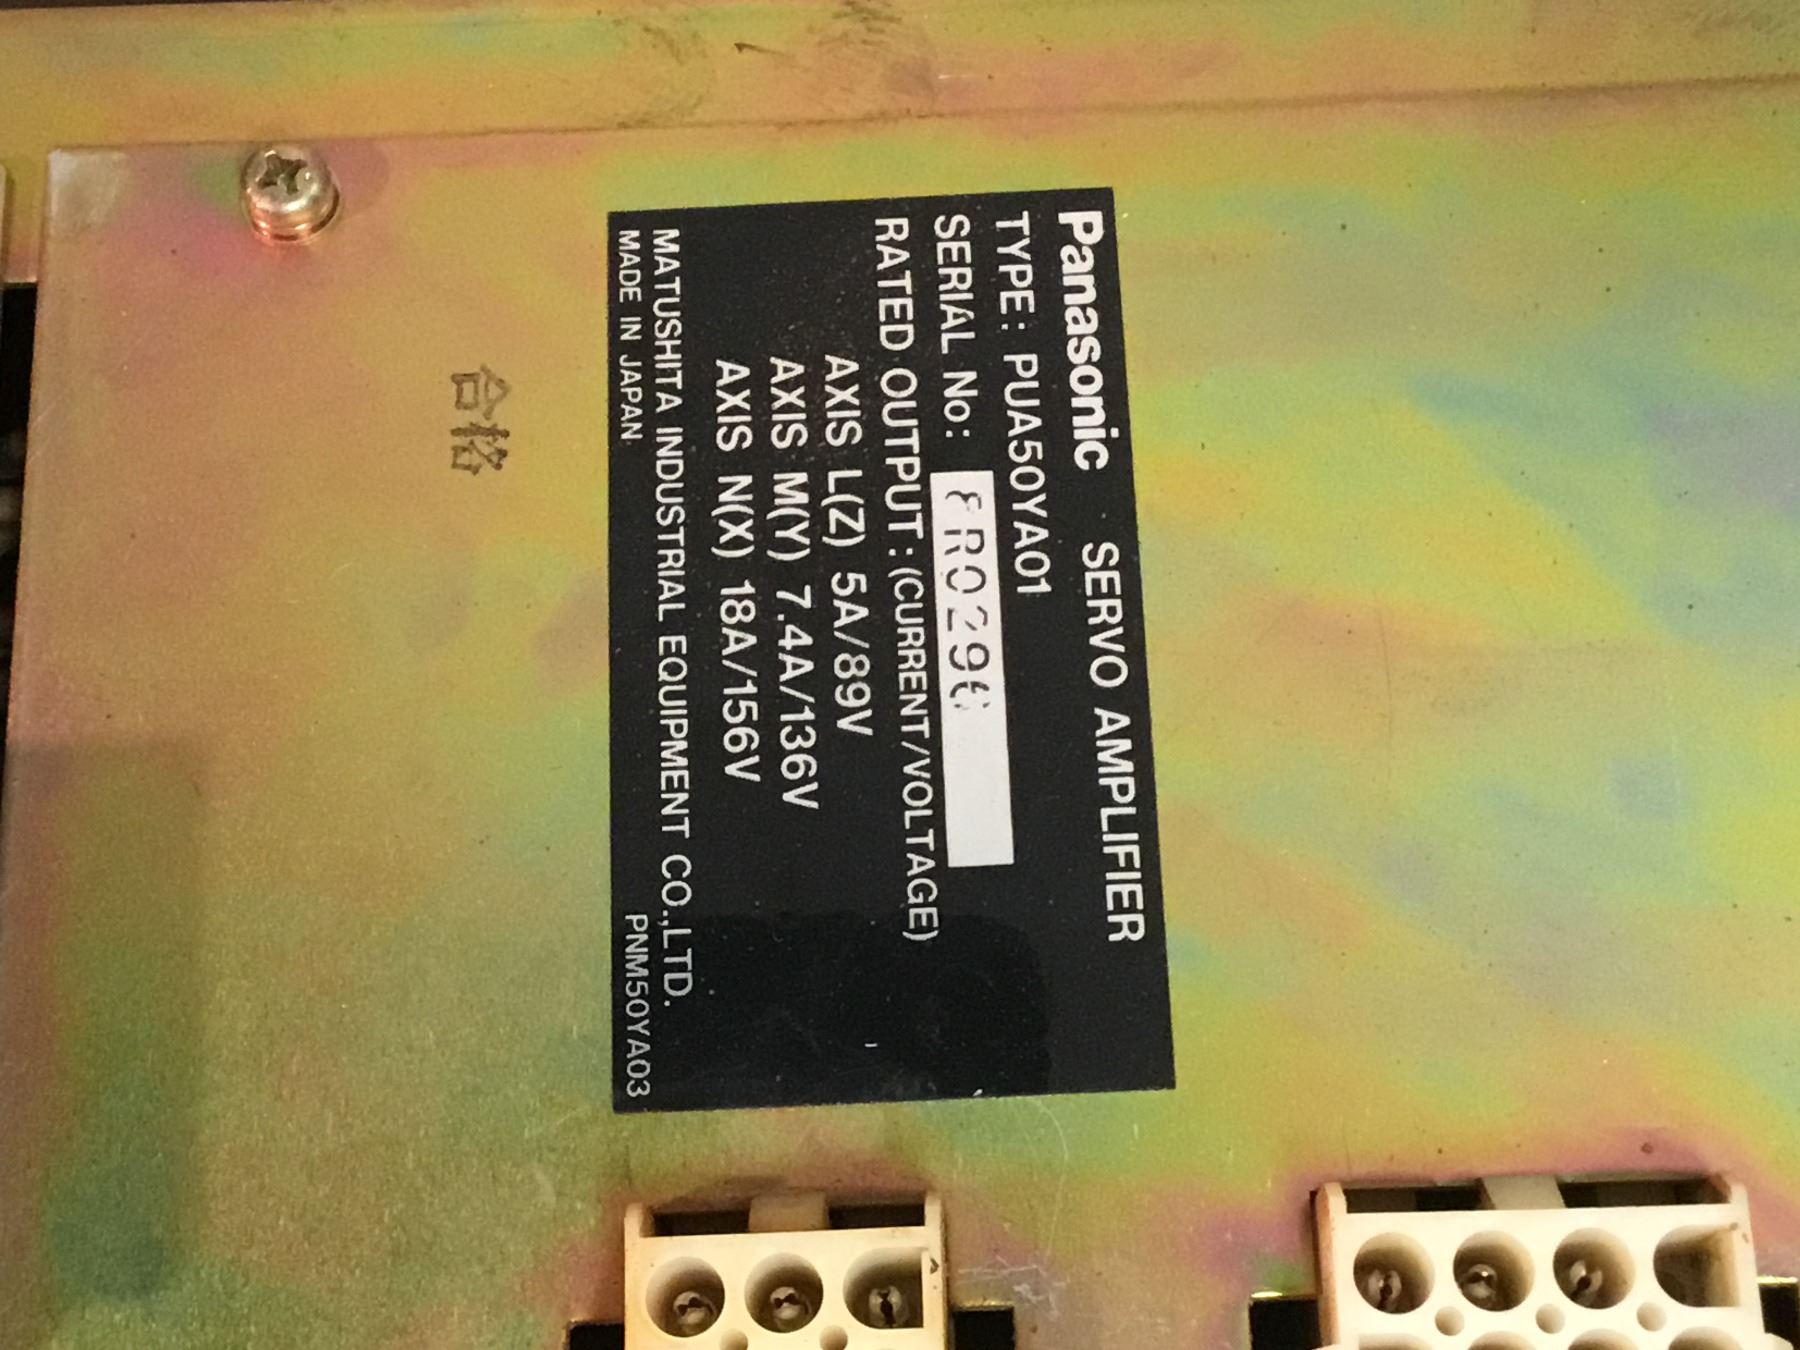 Panasonic SERVO AMPLIFIER
TYPE: PUA50YA01
SERIAL No:
RATED OUTPUT: (CURRENT/VOLTAGE)
AXIS L(Z) 5A/89V
AXIS M(Y) 7.4A/136V
AXIS N(X) 18A/156V
MATUSHITA INDUSTRIAL EQUIPMENT CO.,LTD.
MADE IN JAPAN PNM50YA03
合格